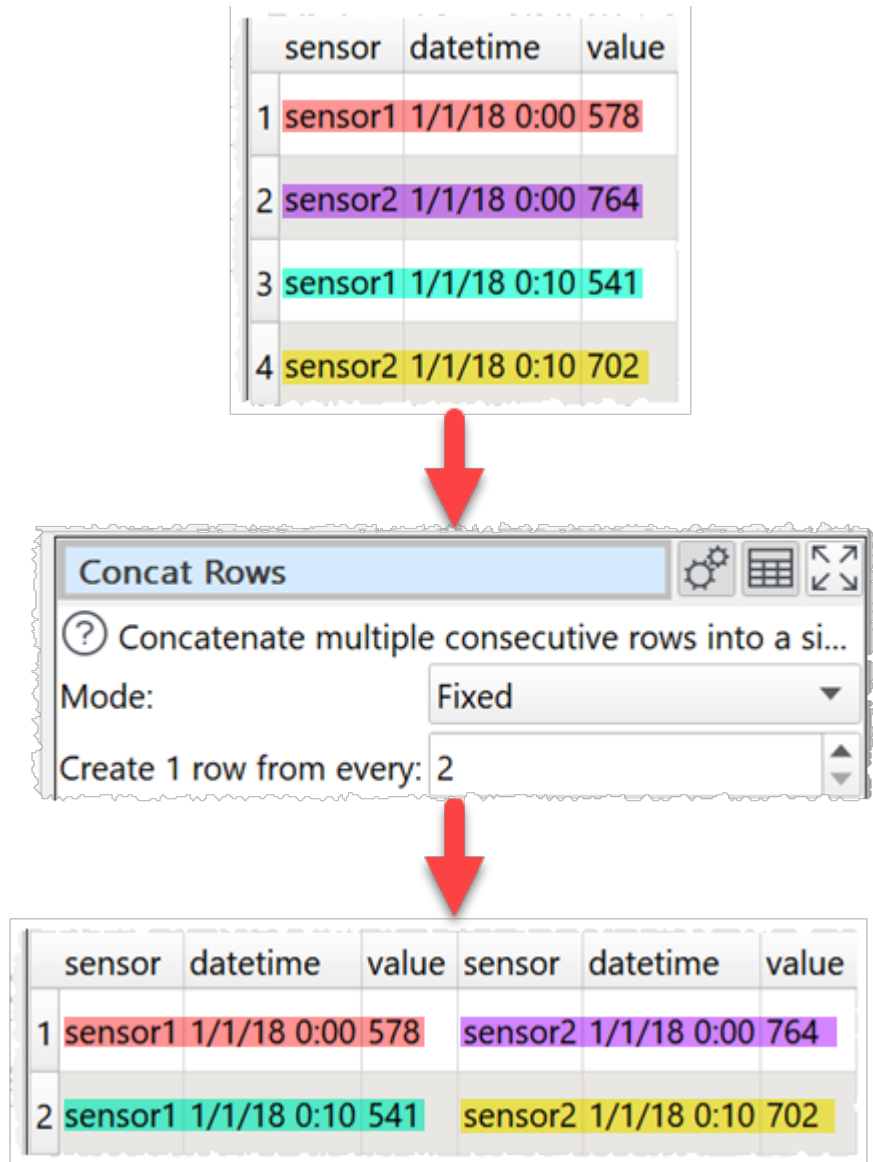 sensor datetime value
1 sensor1 1/1/18 0:00 578
2 sensor2 1/1/18 0:00 764
3 sensor1 1/1/18 0:10 541
4 sensor2 1/1/18 0:10 702
Concat Rows
? Concatenate multiple consecutive rows into a si...
Mode: Fixed
Create 1 row from every: 2
sensor datetime value sensor datetime value
1 sensor1 1/1/18 0:00 578 sensor2 1/1/18 0:00 764
2 sensor1 1/1/18 0:10 541 sensor2 1/1/18 0:10 702